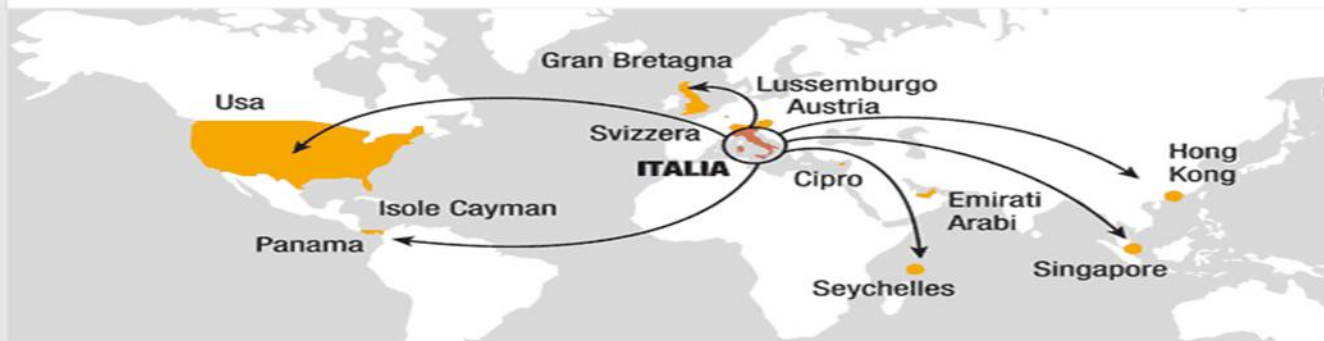 Gran Bretagna
Lussemburgo
Austria
Usa
Svizzera
ITALIA
Cipro
Hong
Kong
Emirati
Arabi
Isole Cayman
Panama
Singapore
Seychelles